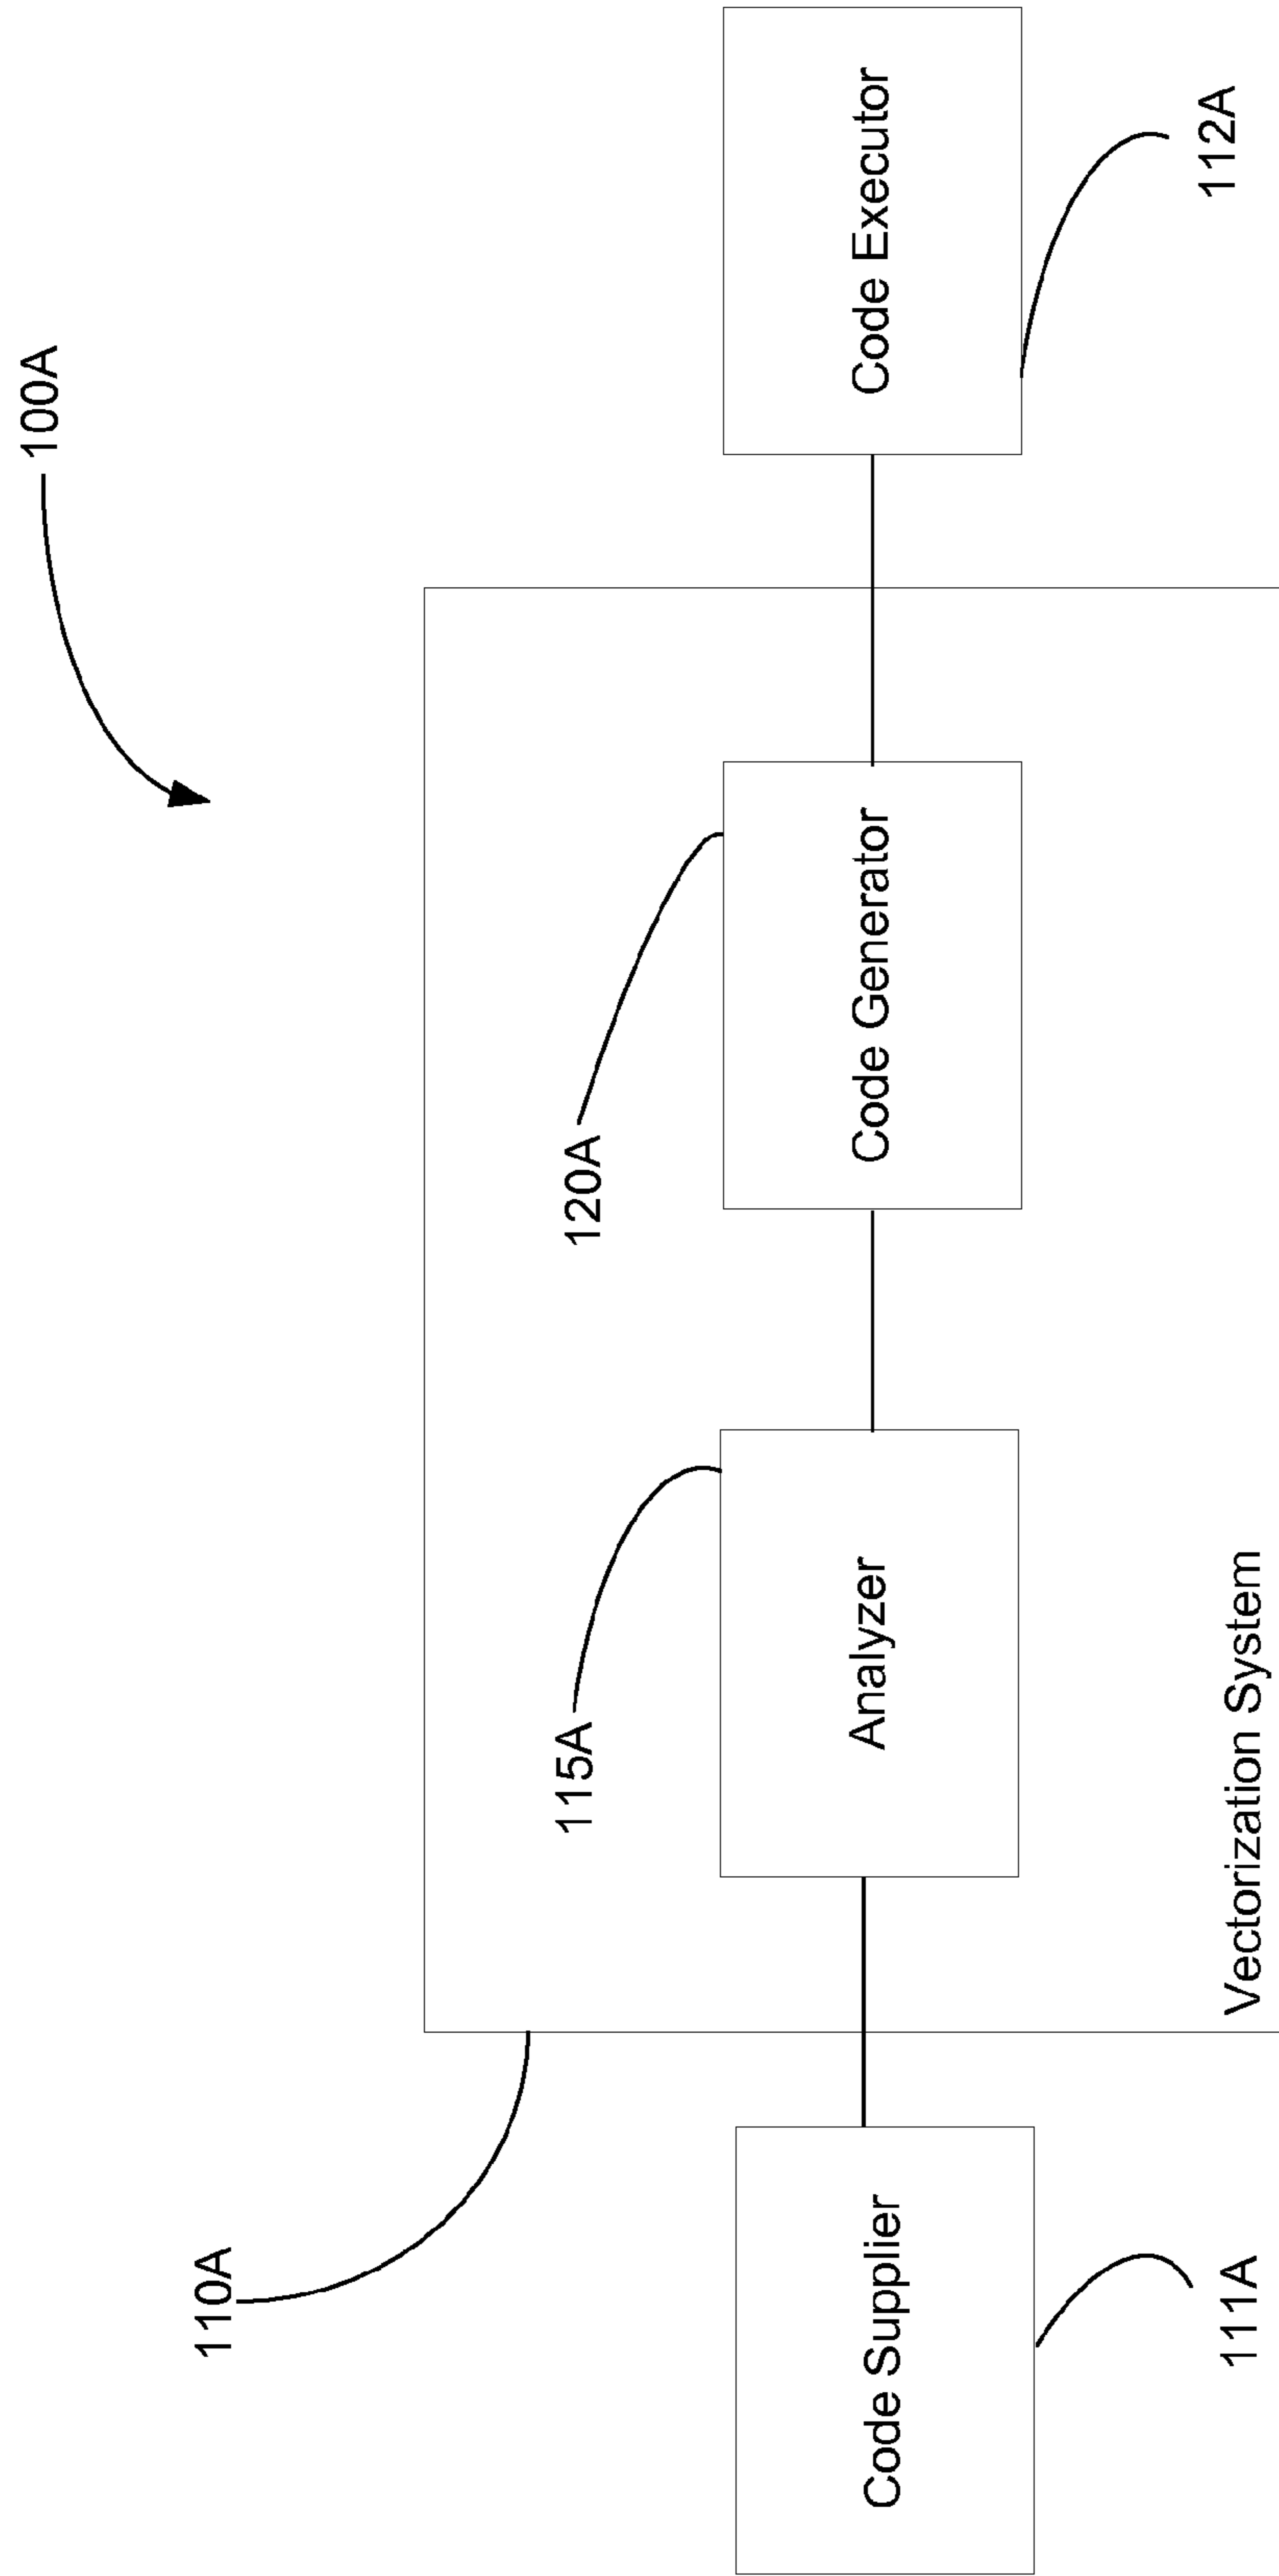 100A
110A
115A
120A
Code Supplier
Analyzer
Code Generator
Code Executor
111A
Vectorization System
112A